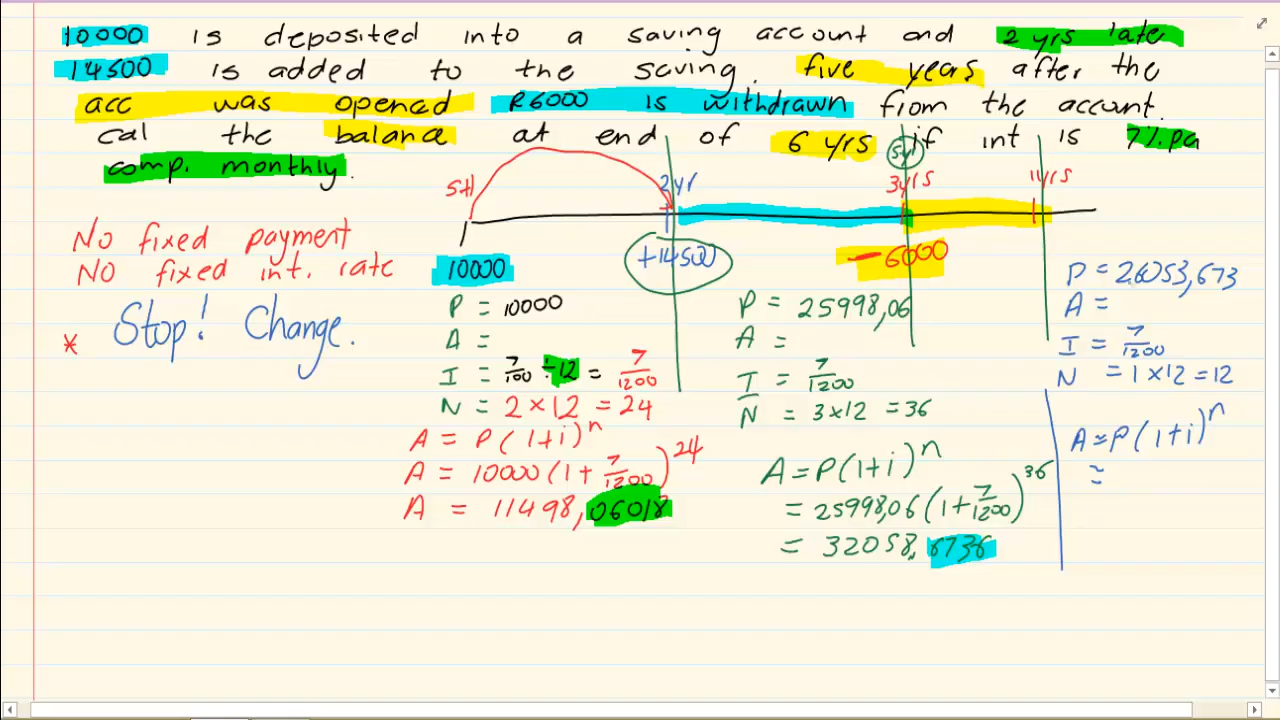 10000 is deposited into a saving account and 2 yrs late
14500 is added to the saving. five years after the
acc was opened R6000 is withdrawn from the account.
cal the balance at end of 6 yrs if int is 7% pa
comp. monthly.
5yr
2yr
3yrs
1yrs
No fixed payment
NO fixed int. rate
* Stop! Change.
10000
+14500
-6000
P = 10000
A =
I = 7/100 ÷ 12 = 7/1200
N = 2 × 12 = 24
A = P(1+i)^n
A = 10000(1+7/1200)^24
A = 11498,06018
P = 25998,06
A =
I = 7/1200
N = 3×12 = 36
A = P(1+i)^n
= 25998,06(1+7/1200)^36
= 32058,6736
P = 26053,673
A =
I = 7/1200
N = 1×12 = 12
A = P(1+i)^n
=